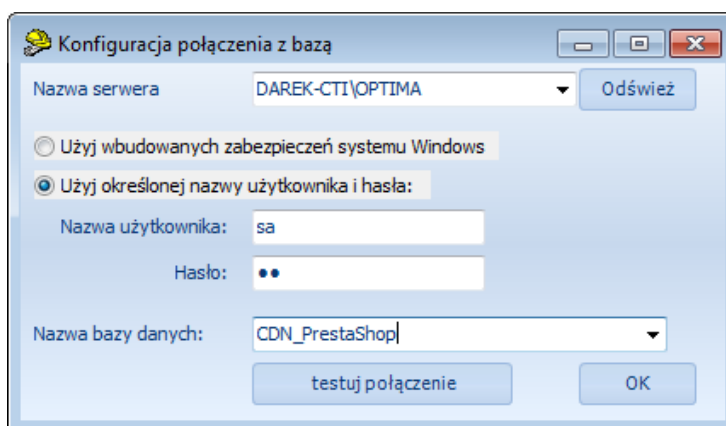 Konfiguracja połączenia z bazą
Nazwa serwera DAREK-CTI\OPTIMA Odśwież
Użyj wbudowanych zabezpieczeń systemu Windows
Użyj określonej nazwy użytkownika i hasła:
Nazwa użytkownika: sa
Hasło: ●●
Nazwa bazy danych: CDN_PrestaShop
testuj połączenie OK